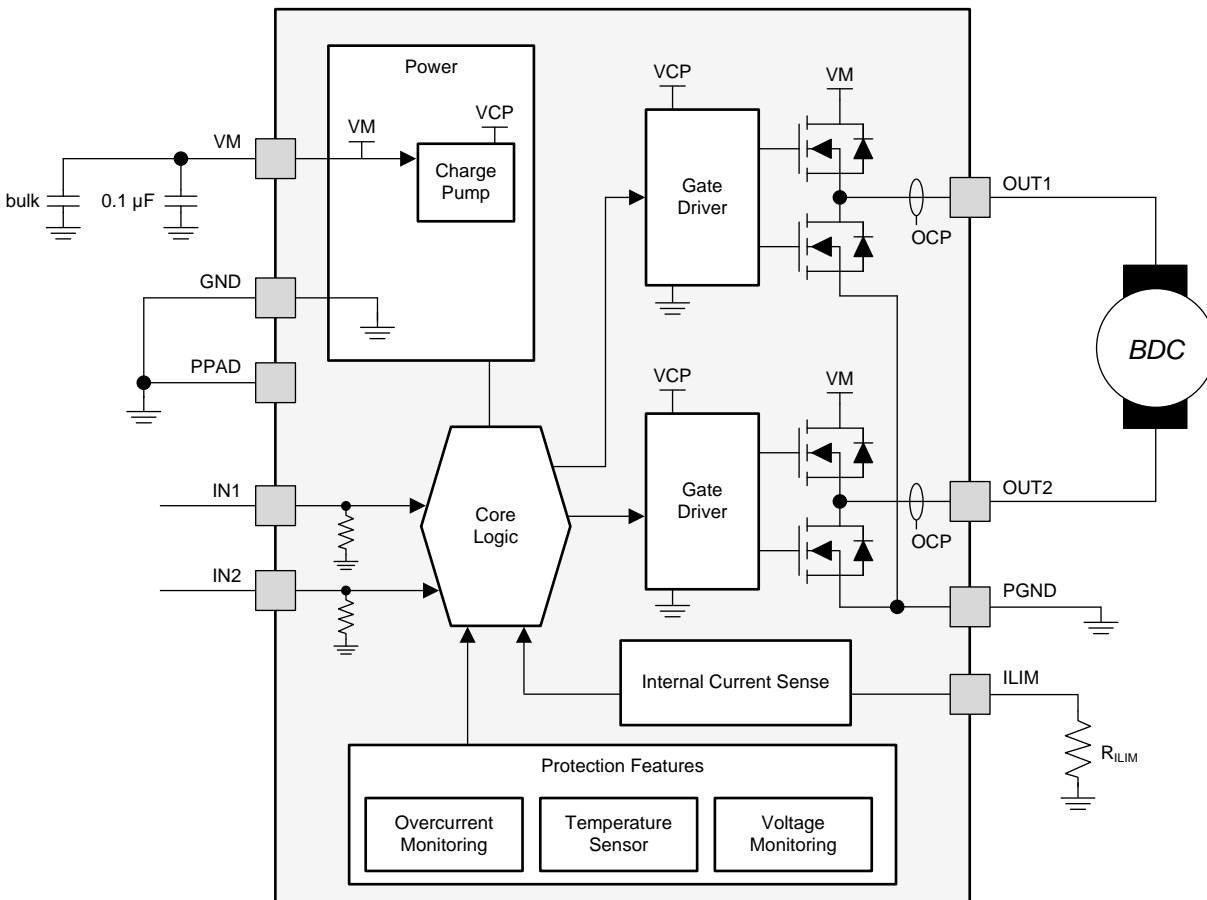 Power
VCP
VM
VCP
VM
VM
Charge
Pump
bulk
0.1 µF
Gate
Driver
OUT1
OCP
GND
PPAD
BDC
VCP
VM
IN1
Core
Logic
Gate
Driver
OUT2
OCP
IN2
PGND
Internal Current Sense
ILIM
RILIM
Protection Features
Overcurrent
Monitoring
Temperature
Sensor
Voltage
Monitoring